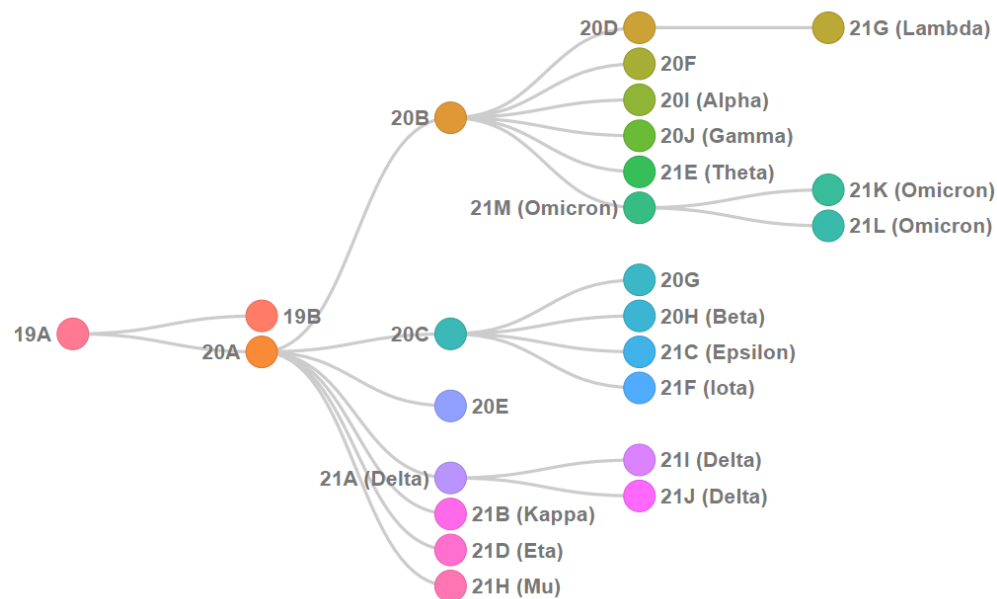 20D
21G (Lambda)
20F
20I (Alpha)
20B
20J (Gamma)
21E (Theta)
21K (Omicron)
21M (Omicron)
21L (Omicron)
20G
19B
20H (Beta)
19A
20C
20A
21C (Epsilon)
21F (Iota)
20E
21I (Delta)
21A (Delta)
21J (Delta)
21B (Kappa)
21D (Eta)
21H (Mu)